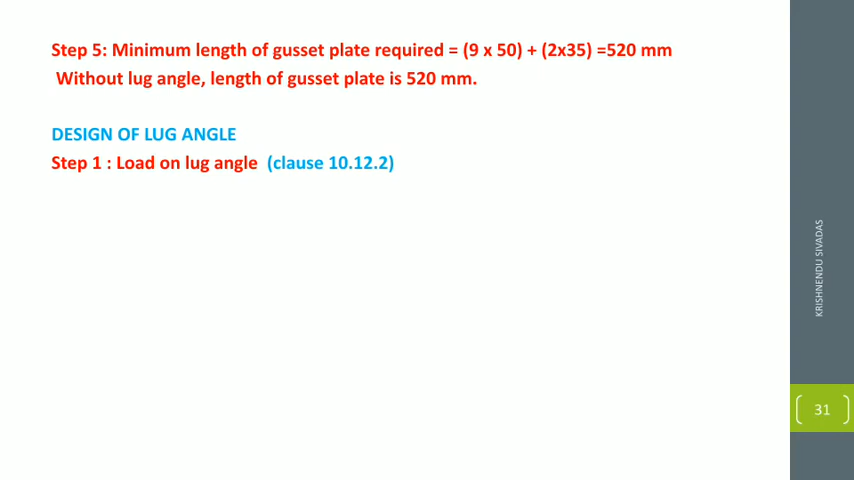 Step 5: Minimum length of gusset plate required = (9 x 50) + (2x35) =520 mm
Without lug angle, length of gusset plate is 520 mm.
DESIGN OF LUG ANGLE
Step 1 : Load on lug angle (clause 10.12.2)
KRISHNENDU SIVADAS
31